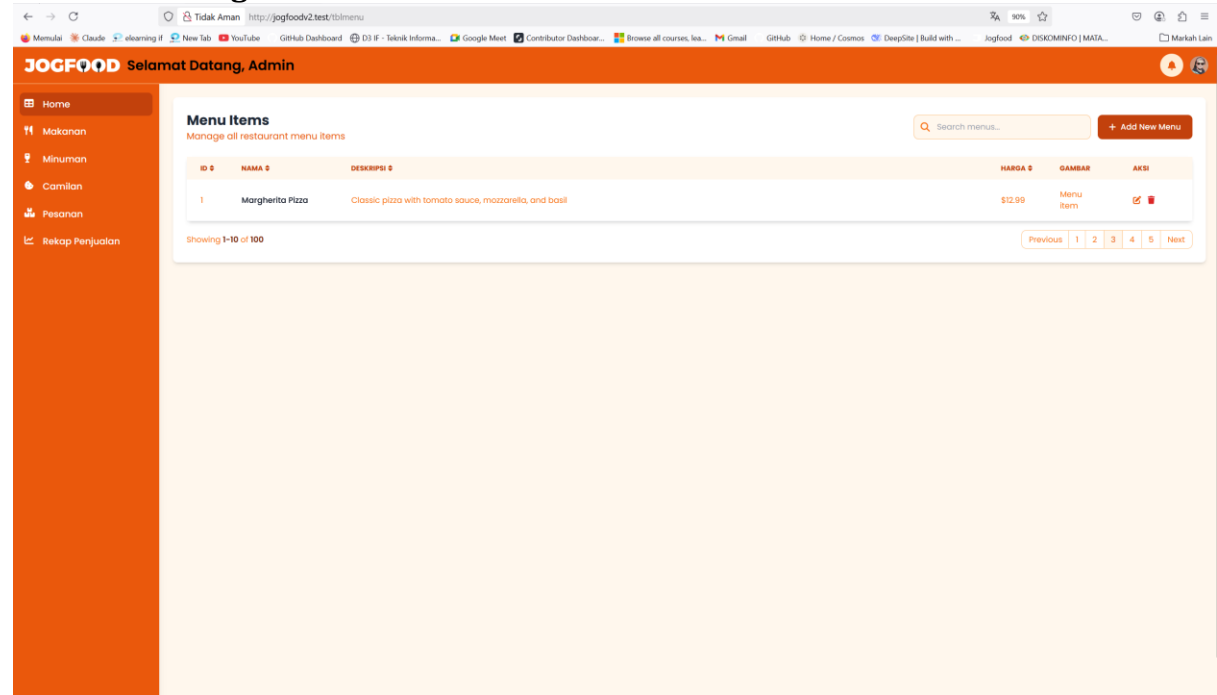 Tidak Aman http://jogfoodv2.test/tblmenu 90%
Memulai Claude elearning if New Tab YouTube GitHub Dashboard D3 IF - Teknik Informa... Google Meet Contributor Dashboar... Browse all courses, lea... Gmail GitHub Home / Cosmos DeepSite | Build with ... Jogfood DISKOMINFO | MATA... Markah Lain
JOGFOOD Selamat Datang, Admin
Home
Makanan
Minuman
Camilan
Pesanan
Rekap Penjualan
Menu Items
Manage all restaurant menu items
Search menus...
+ Add New Menu
ID NAMA DESKRIPSI HARGA GAMBAR AKSI
1 Margherita Pizza Classic pizza with tomato sauce, mozzarella, and basil $12.99 Menu item
Showing 1-10 of 100
Previous 1 2 3 4 5 Next